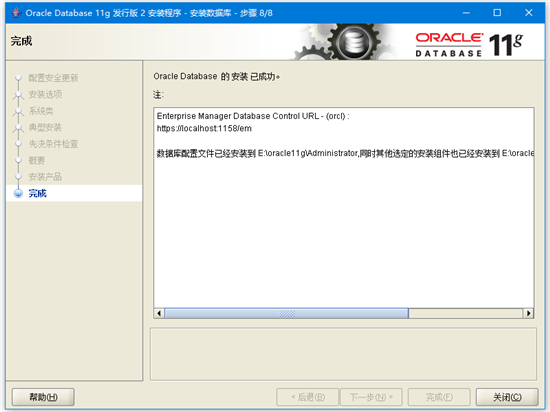 Oracle Database 11g 发行版 2 安装程序 - 安装数据库 - 步骤 8/8
完成
ORACLE
DATABASE
11g
配置安全更新
安装选项
系统类
典型安装
先决条件检查
概要
安装产品
完成
Oracle Database 的 安装 已成功。
注:
Enterprise Manager Database Control URL - (orcl) :
https://localhost:1158/em
数据库配置文件已经安装到 E:\oracle11g\Administrator,同时其他选定的安装组件也已经安装到 E:\oracle
帮助(H)
< 后退(B)
下一步(N) >
完成(F)
关闭(C)